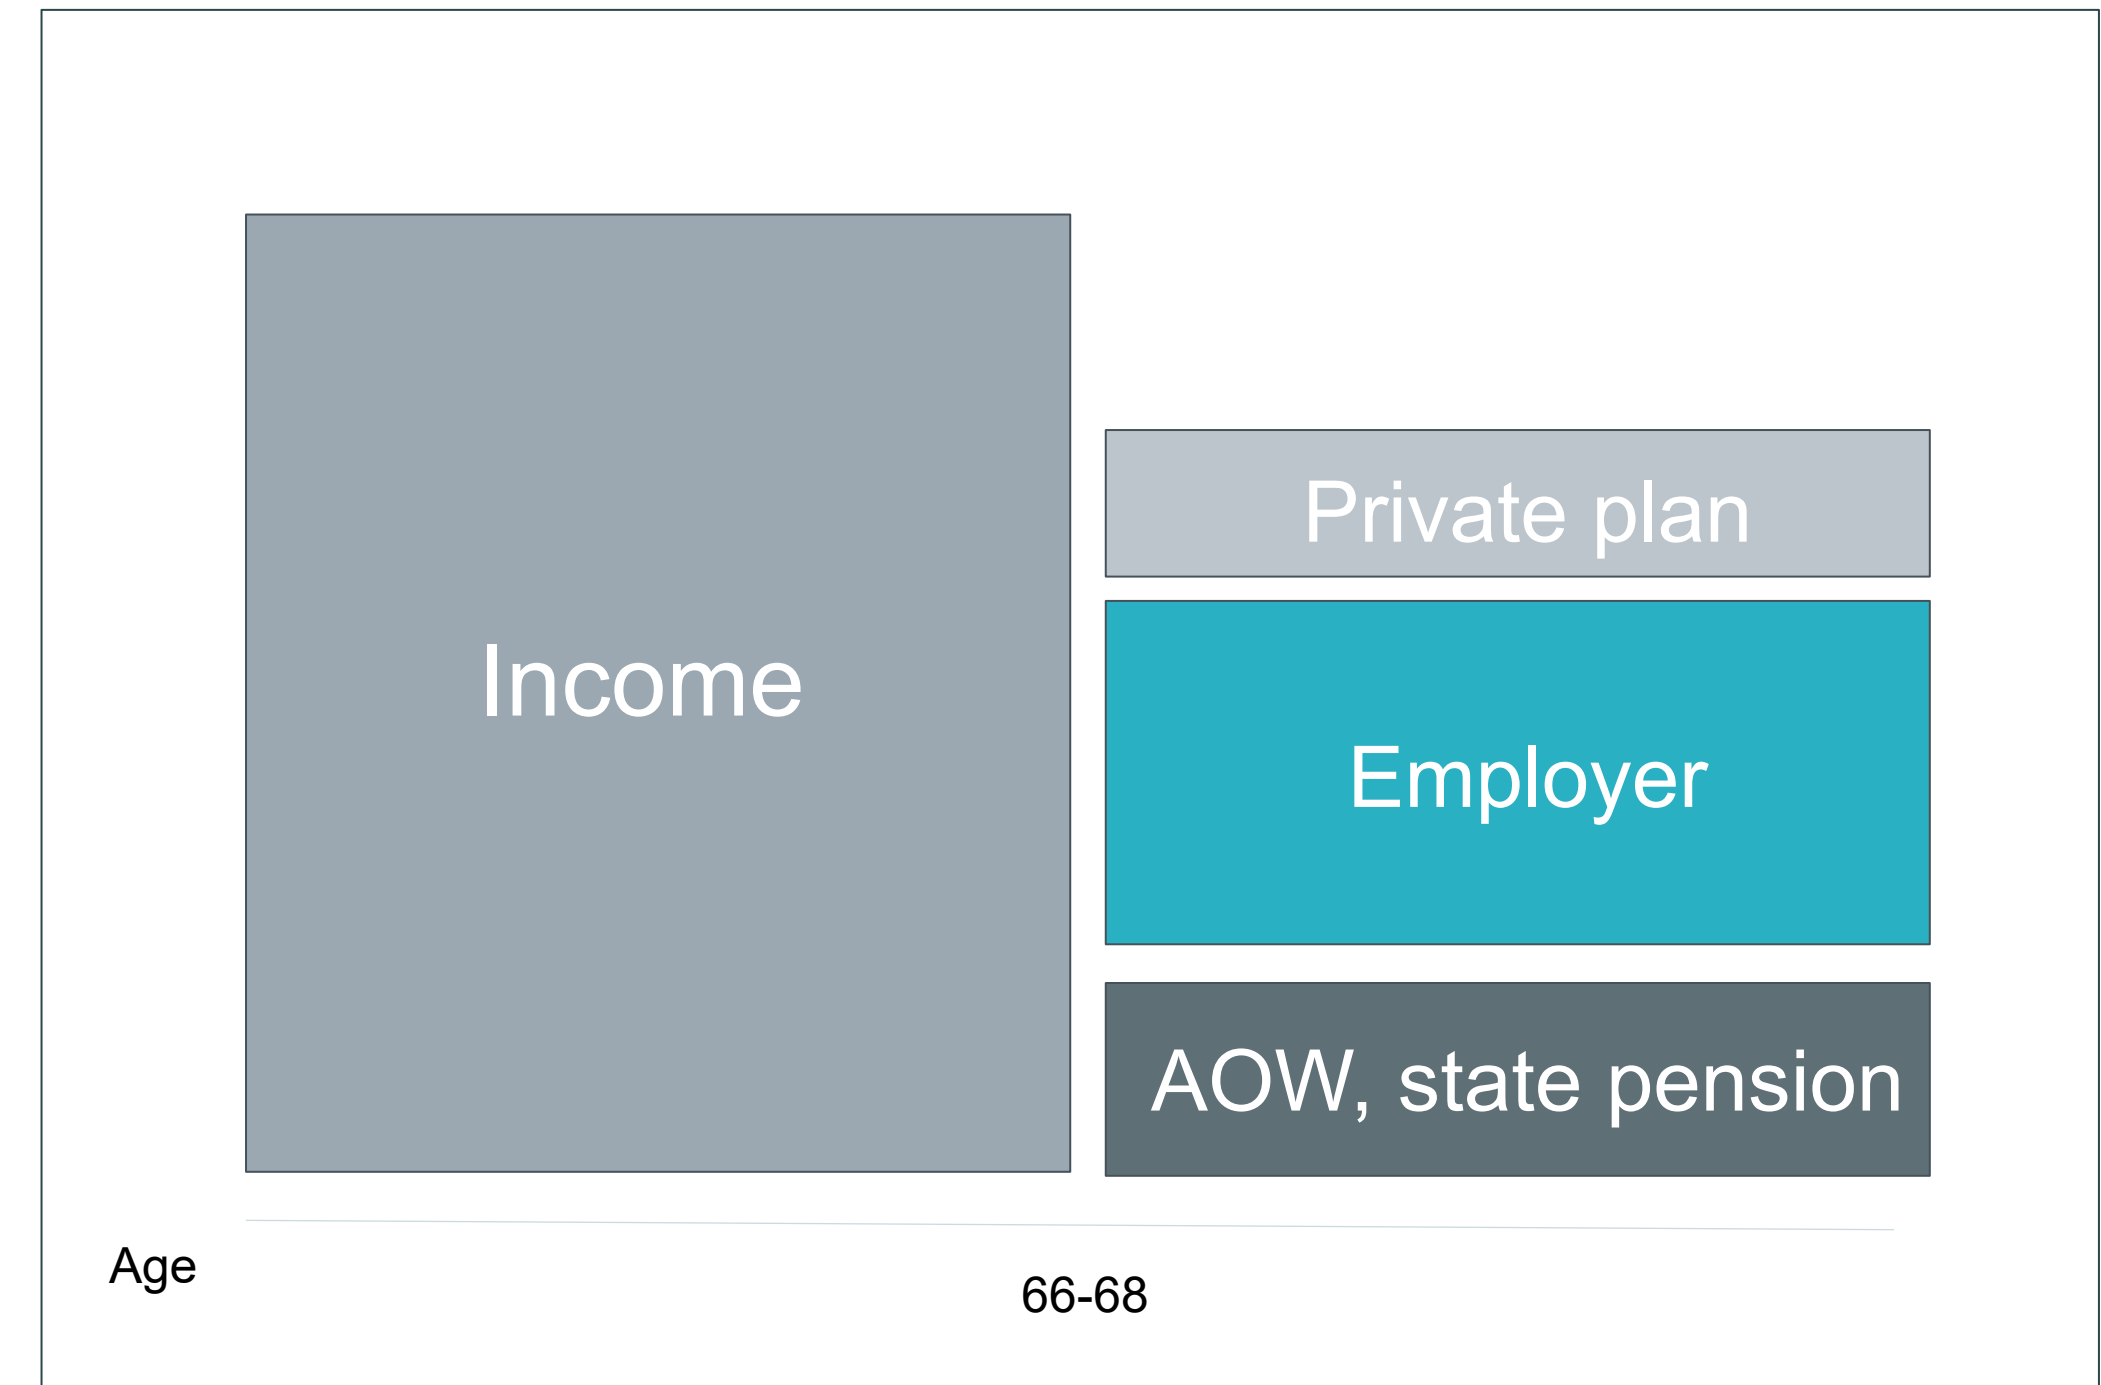 Income
Private plan
Employer
AOW, state pension
Age
66-68